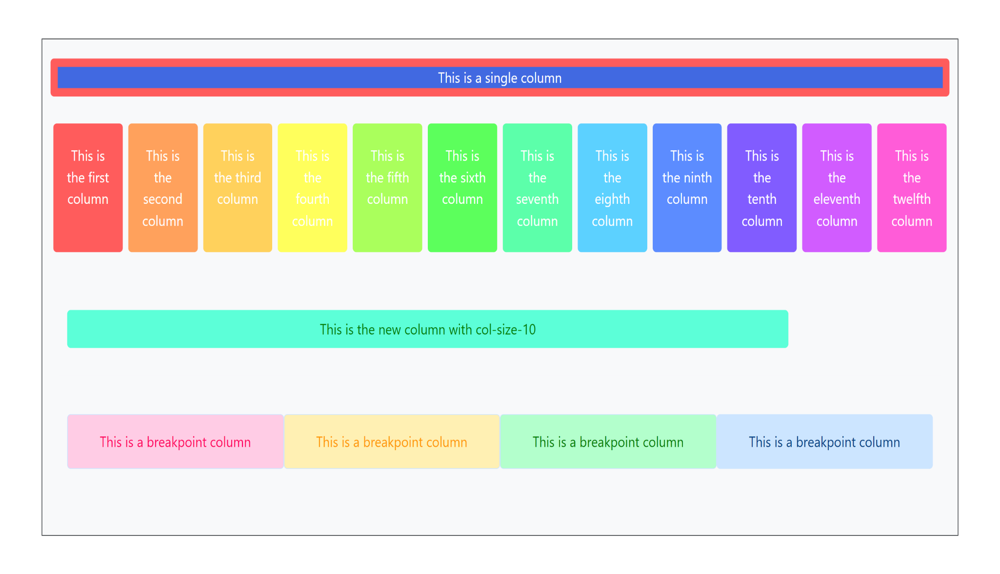 This is a single column
This is
the first
column
This is
the
second
column
This is
the third
column
This is
the
fourth
column
This is
the fifth
column
This is
the sixth
column
This is
the
seventh
column
This is
the
eighth
column
This is
the ninth
column
This is
the
tenth
column
This is
the
eleventh
column
This is
the
twelfth
column
This is the new column with col-size-10
This is a breakpoint column
This is a breakpoint column
This is a breakpoint column
This is a breakpoint column